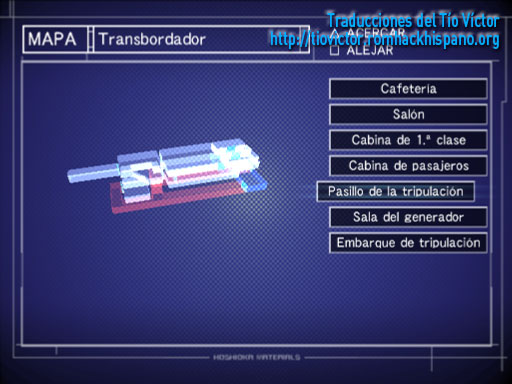 Traducciones del Tío Víctor
http://tiovictor.romhackhispano.org
MAPA
Transbordador
△ ACERCAR
□ ALEJAR
Cafetería
Salón
Cabina de 1.ª clase
Cabina de pasajeros
Pasillo de la tripulación
Sala del generador
Embarque de tripulación
HOSHIOKA MATERIALS